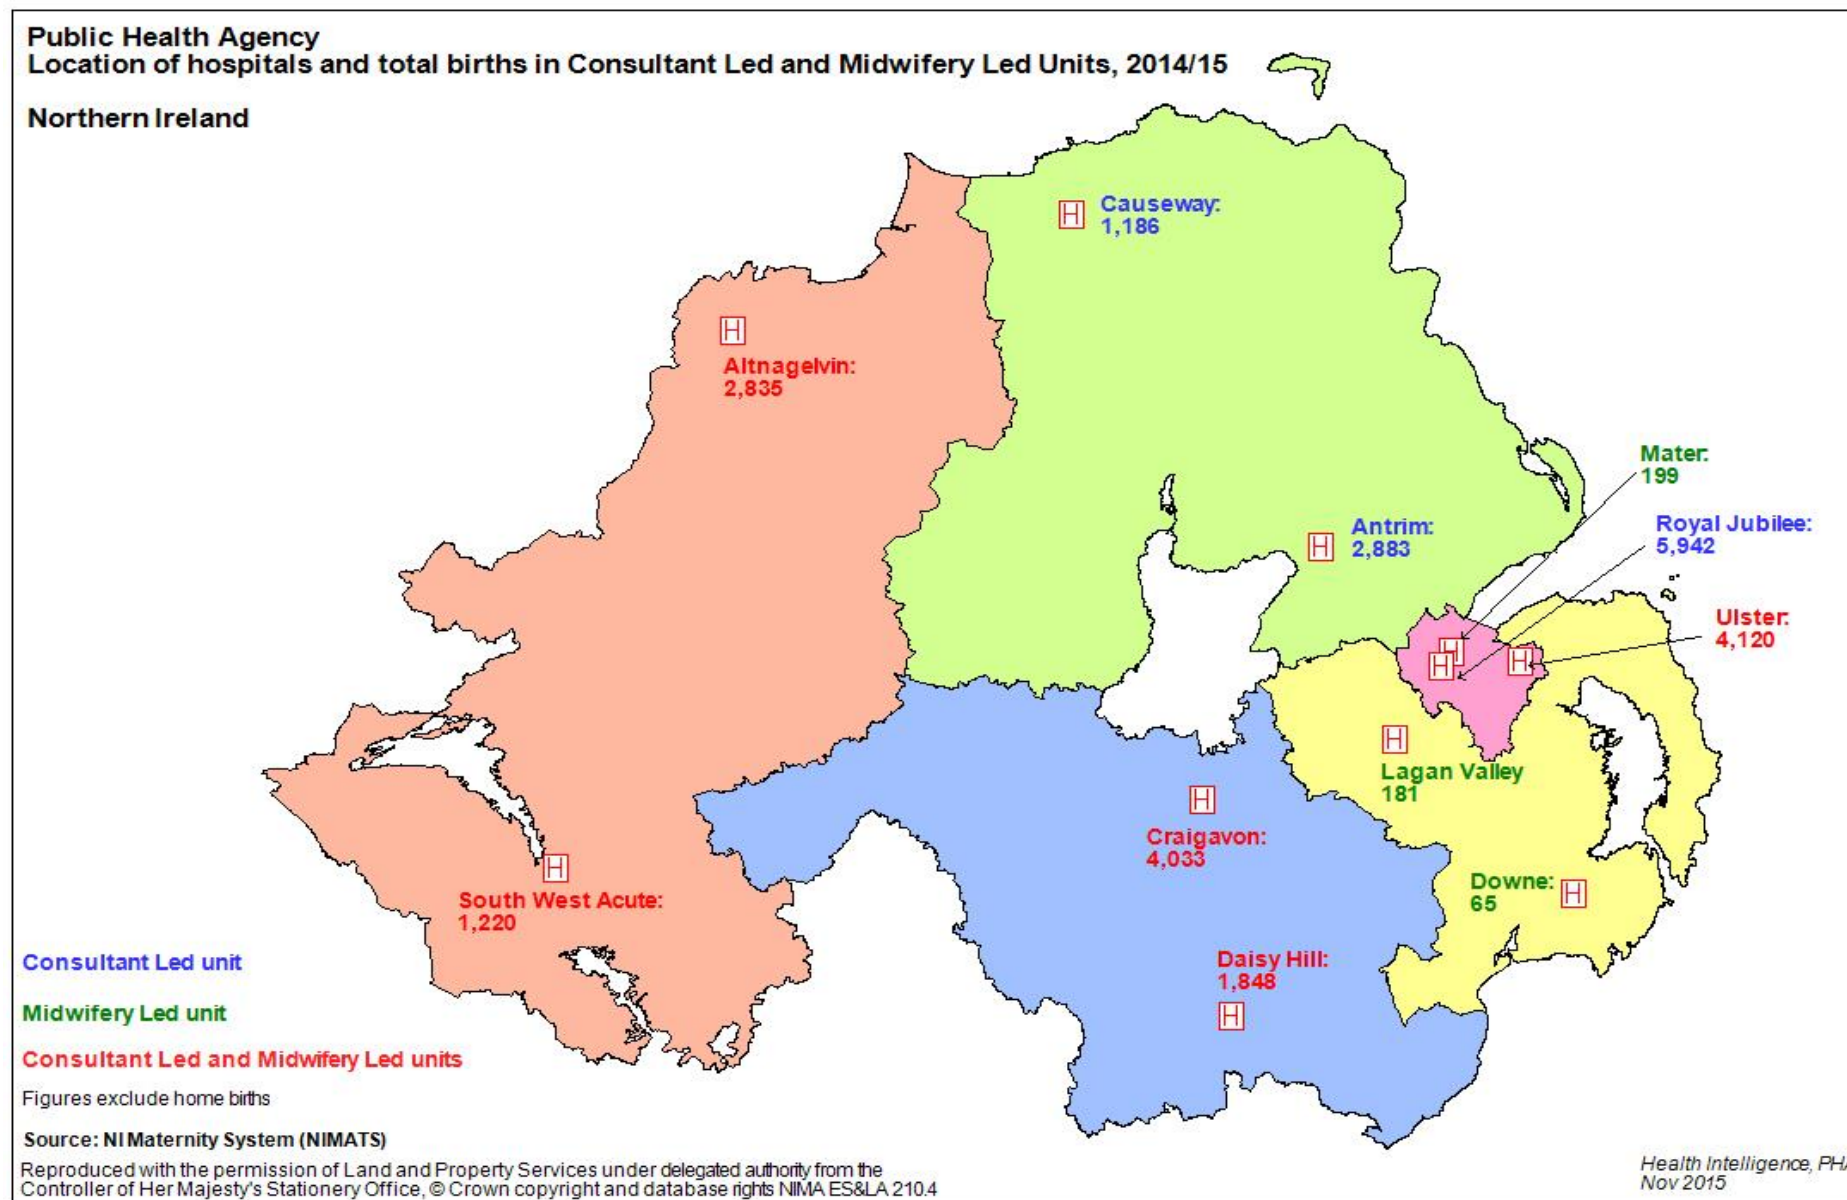 Public Health Agency
Location of hospitals and total births in Consultant Led and Midwifery Led Units, 2014/15
Northern Ireland
H
Causeway:
1,186
H
Altnagelvin:
2,835
Mater:
199
H
Antrim:
2,883
Royal Jubilee:
5,942
Ulster:
4,120
H
H
H
H
Lagan Valley
181
H
Craigavon:
4,033
H
South West Acute:
1,220
Downe:
65
H
Daisy Hill:
1,848
H
Consultant Led unit
Midwifery Led unit
Consultant Led and Midwifery Led units
Figures exclude home births
Source: NI Maternity System (NIMATS)
Reproduced with the permission of Land and Property Services under delegated authority from the
Controller of Her Majesty's Stationery Office, © Crown copyright and database rights NIMA ES&LA 210.4
Health Intelligence, PHA
Nov 2015